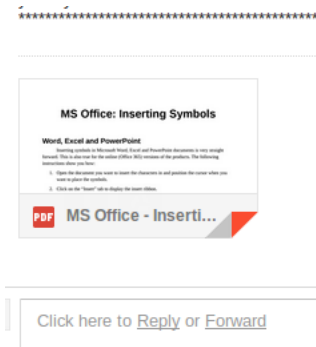 ********************************************
MS Office: Inserting Symbols
Word, Excel and PowerPoint
Inserting symbols in Microsoft Word, Excel and PowerPoint documents is very straight
forward. This is also true for the online (Office 365) versions of the products. The following
instructions show you how:
1. Open the document you want to insert the characters in and position the cursor when you
want to place the symbols.
2. Click on the "Insert" tab to display the insert ribbon.
PDF MS Office - Inserti...
Click here to Reply or Forward